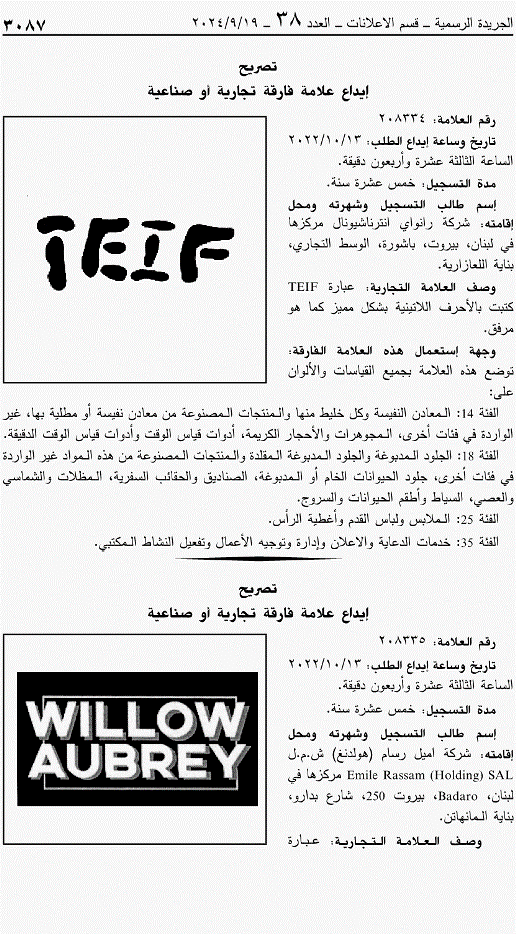 الجريدة الرسمية – قسم الاعلانات – العدد ٣٨ – ٢٠٢٤/٩/١٩
٣٠٨٧
تصريح
إيداع علامة فارقة تجارية أو صناعية
رقم العلامة: ٢٠٨٣٣٤
تاريخ وساعة إيداع الطلب: ٢٠٢٢/١٠/١٣
الساعة الثالثة عشرة وأربعون دقيقة.
مدة التسجيل: خمس عشرة سنة.
إسم طالب التسجيل وشهرته ومحل
إقامته: شركة رانواي انترناشيونال مركزها
في لبنان، بيروت، باشورة، الوسط التجاري،
بناية اللعازارية.
وصف العلامة التجارية: عبارة TEIF
كتبت بالأحرف اللاتينية بشكل مميز كما هو
مرفق.
وجهة إستعمال هذه العلامة الفارقة:
توضع هذه العلامة بجميع القياسات والألوان
على:
TEIF
الفئة 14: المعادن النفيسة وكل خليط منها والمنتجات المصنوعة من معادن نفيسة أو مطلية بها، غير
الواردة في فئات أخرى، المجوهرات والأحجار الكريمة، أدوات قياس الوقت وأدوات قياس الوقت الدقيقة.
الفئة 18: الجلود المدبوغة والجلود المدبوغة المقلدة والمنتجات المصنوعة من هذه المواد غير الواردة
في فئات أخرى، جلود الحيوانات الخام أو المدبوغة، الصناديق والحقائب السفرية، المظلات والشماسي
والعصي، السياط وأطقم الحيوانات والسروج.
الفئة 25: الملابس ولباس القدم وأغطية الرأس.
الفئة 35: خدمات الدعاية والاعلان وإدارة وتوجيه الأعمال وتفعيل النشاط المكتبي.
تصريح
إيداع علامة فارقة تجارية أو صناعية
رقم العلامة: ٢٠٨٣٣٥
تاريخ وساعة إيداع الطلب: ٢٠٢٢/١٠/١٣
الساعة الثالثة عشرة وأربعون دقيقة.
مدة التسجيل: خمس عشرة سنة.
إسم طالب التسجيل وشهرته ومحل
إقامته: شركة اميل رسام (هولدنغ) ش.م.ل
Emile Rassam (Holding) SAL مركزها في
لبنان، Badaro، بيروت 250، شارع بدارو،
بناية المانهاتن.
وصف العلامة التجارية: عبارة
WILLOW
AUBREY